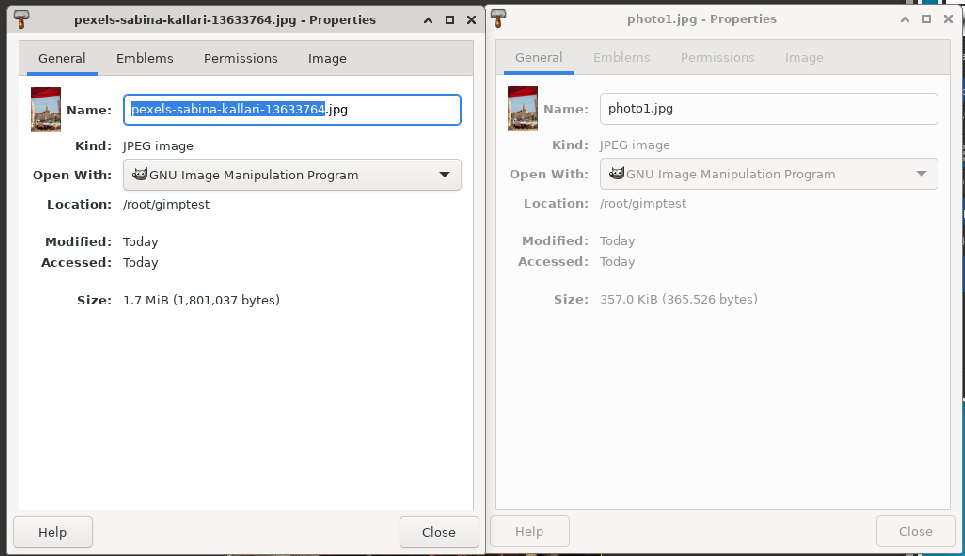 pexels-sabina-kallari-13633764.jpg - Properties
General Emblems Permissions Image
Name: pexels-sabina-kallari-13633764.jpg
Kind: JPEG image
Open With: GNU Image Manipulation Program
Location: /root/gimptest
Modified: Today
Accessed: Today
Size: 1.7 MiB (1,801,037 bytes)
Help Close
photo1.jpg - Properties
General Emblems Permissions Image
Name: photo1.jpg
Kind: JPEG image
Open With: GNU Image Manipulation Program
Location: /root/gimptest
Modified: Today
Accessed: Today
Size: 357.0 KiB (365,526 bytes)
Help Close